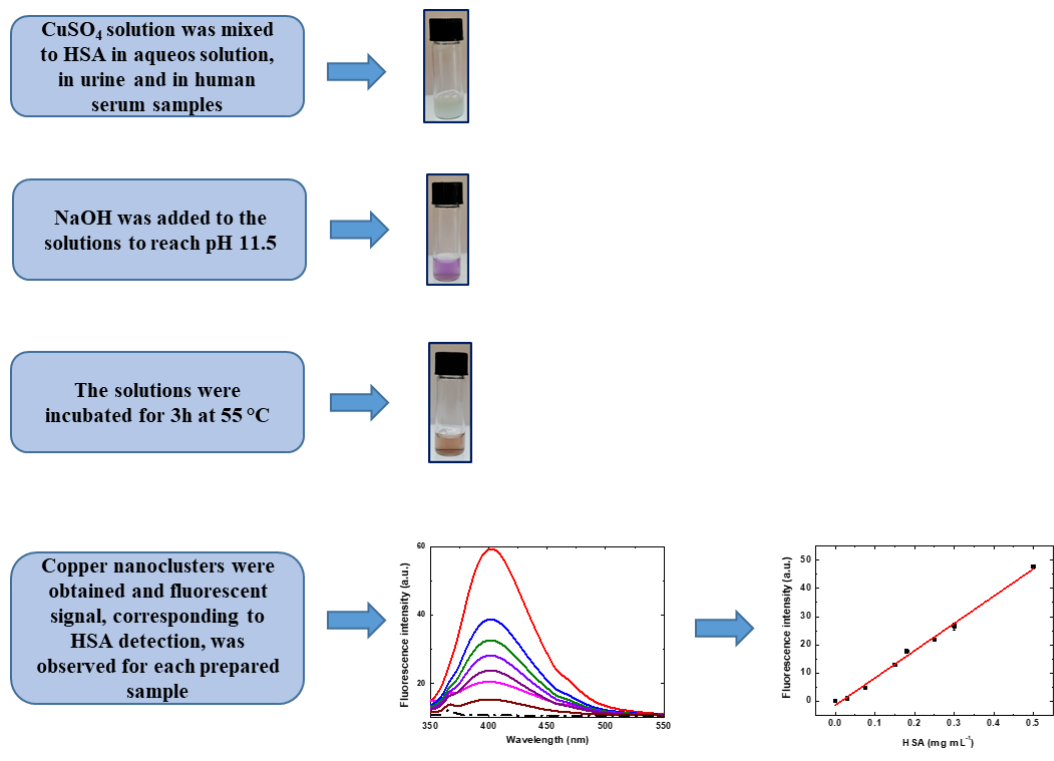 CuSO4 solution was mixed
to HSA in aqueos solution,
in urine and in human
serum samples
NaOH was added to the
solutions to reach pH 11.5
The solutions were
incubated for 3h at 55 °C
Copper nanoclusters were
obtained and fluorescent
signal, corresponding to
HSA detection, was
observed for each prepared
sample
Fluorescence intensity (a.u.)
60
40
20
350 400 450 500 550
Wavelength (nm)
Fluorescence intensity (a.u.)
50
40
30
20
10
0
0.0 0.1 0.2 0.3 0.4 0.5
HSA (mg mL-1)